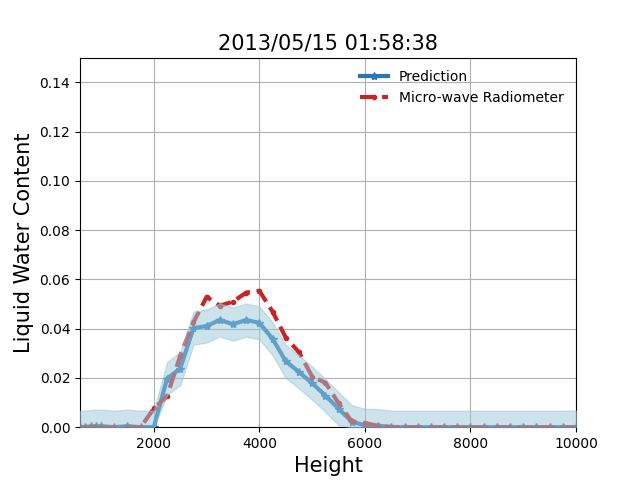 2013/05/15 01:58:38
Prediction
Micro-wave Radiometer
Liquid Water Content
0.14
0.12
0.10
0.08
0.06
0.04
0.02
0.00
2000 4000 6000 8000 10000
Height